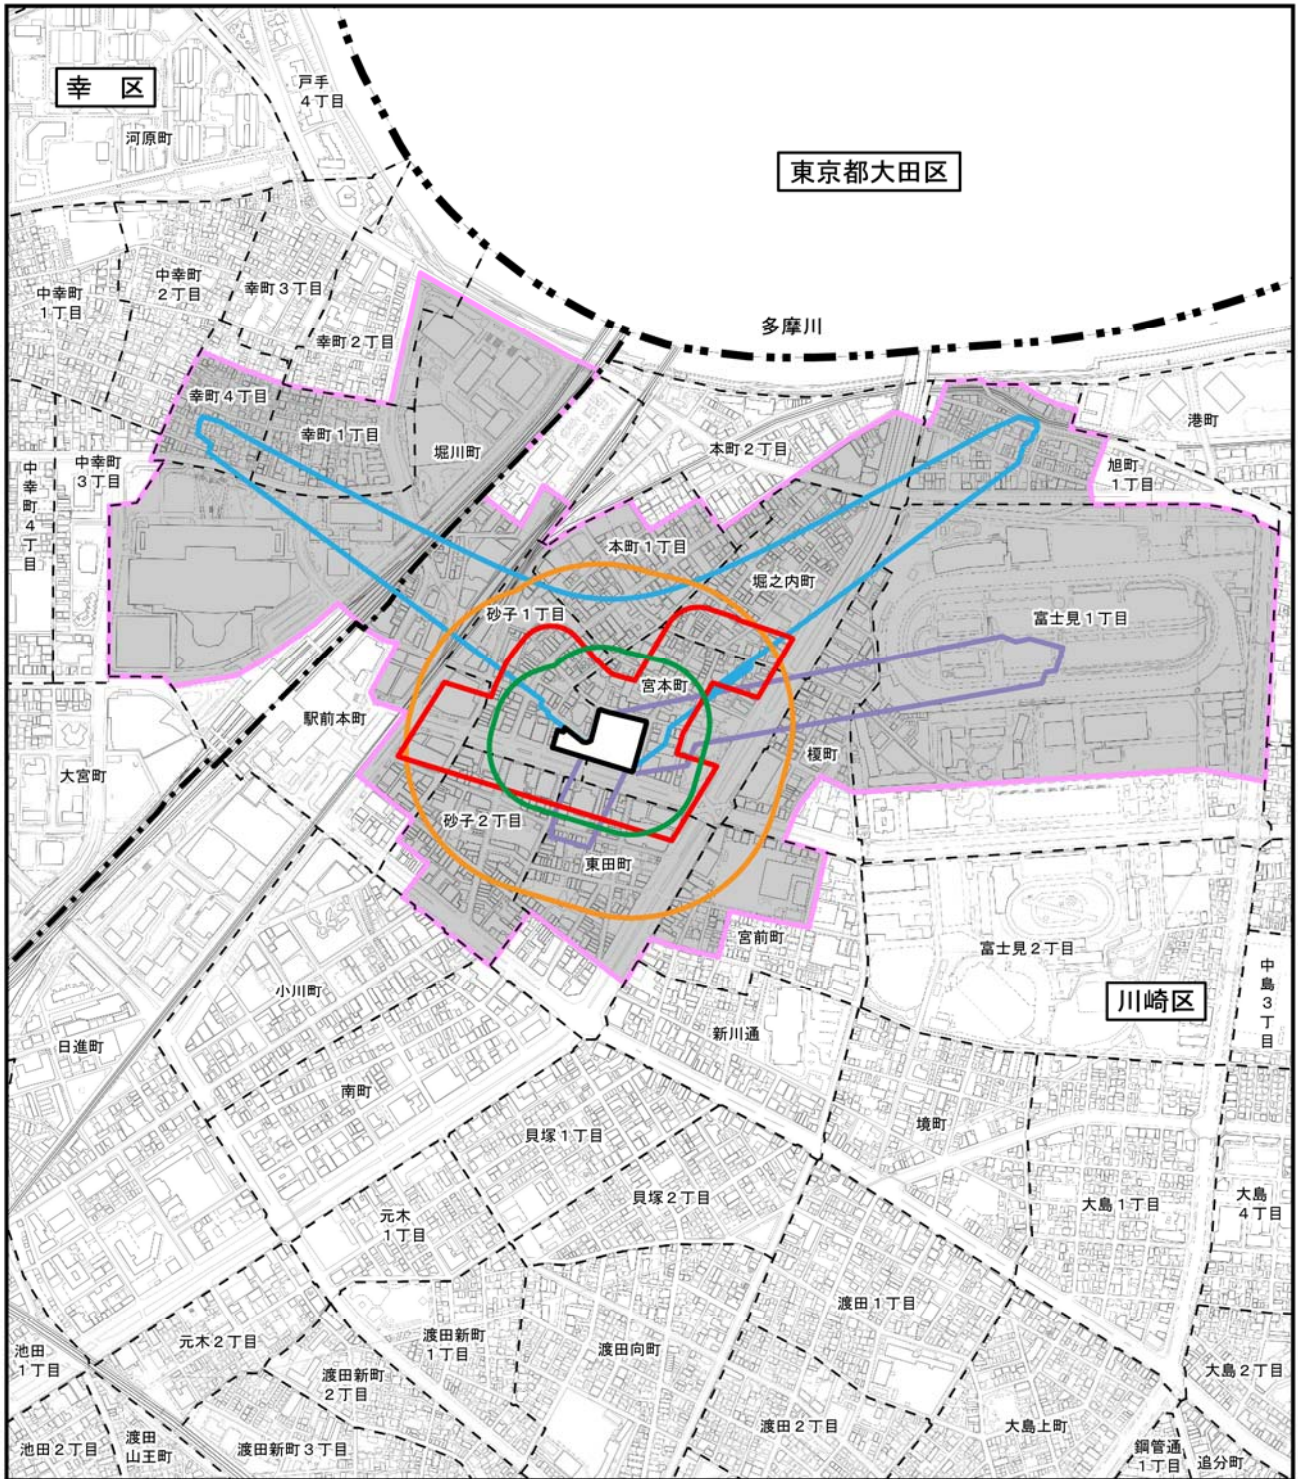 幸　区
戸手
４丁目
河原町
東京都大田区
中幸町
２丁目
幸町３丁目
中幸町
１丁目
多摩川
幸町２丁目
幸町４丁目
港町
幸町１丁目
本町２丁目
堀川町
中幸町
３丁目
旭町
１丁目
中幸町４丁目
本町１丁目
堀之内町
砂子１丁目
富士見１丁目
宮本町
駅前本町
榎町
大宮町
砂子２丁目
東田町
宮前町
富士見２丁目
中島３丁目
小川町
川崎区
新川通
日進町
南町
境町
貝塚１丁目
貝塚２丁目
大島１丁目
大島
４丁目
元木
１丁目
渡田１丁目
元木２丁目
渡田新町
１丁目
渡田向町
池田
１丁目
大島２丁目
渡田新町
２丁目
渡田２丁目
大島上町
池田２丁目
渡田
山王町
渡田新町３丁目
鋼管通
１丁目
追分町